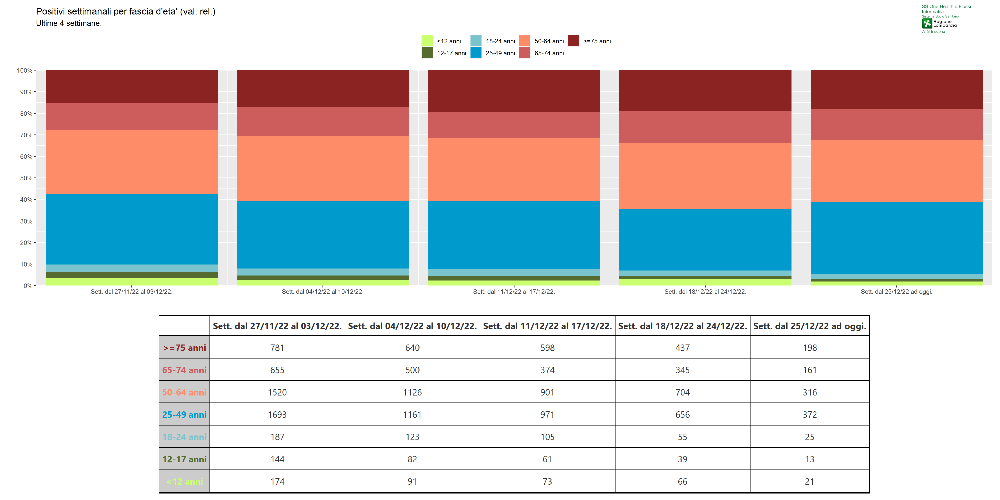 Positivi settimanali per fascia d'eta' (val. rel.)
Ultime 4 settimane.
SS One Health e Flussi
Informativi
Sistema Socio Sanitario
Regione
Lombardia
ATS Insubria
<12 anni 18-24 anni 50-64 anni >=75 anni
12-17 anni 25-49 anni 65-74 anni
100%
90%
80%
70%
60%
50%
40%
30%
20%
10%
0%
Sett. dal 27/11/22 al 03/12/22. Sett. dal 04/12/22 al 10/12/22. Sett. dal 11/12/22 al 17/12/22. Sett. dal 18/12/22 al 24/12/22. Sett. dal 25/12/22 ad oggi.
Sett. dal 27/11/22 al 03/12/22. Sett. dal 04/12/22 al 10/12/22. Sett. dal 11/12/22 al 17/12/22. Sett. dal 18/12/22 al 24/12/22. Sett. dal 25/12/22 ad oggi.
>=75 anni 781 640 598 437 198
65-74 anni 655 500 374 345 161
50-64 anni 1520 1126 901 704 316
25-49 anni 1693 1161 971 656 372
18-24 anni 187 123 105 55 25
12-17 anni 144 82 61 39 13
<12 anni 174 91 73 66 21